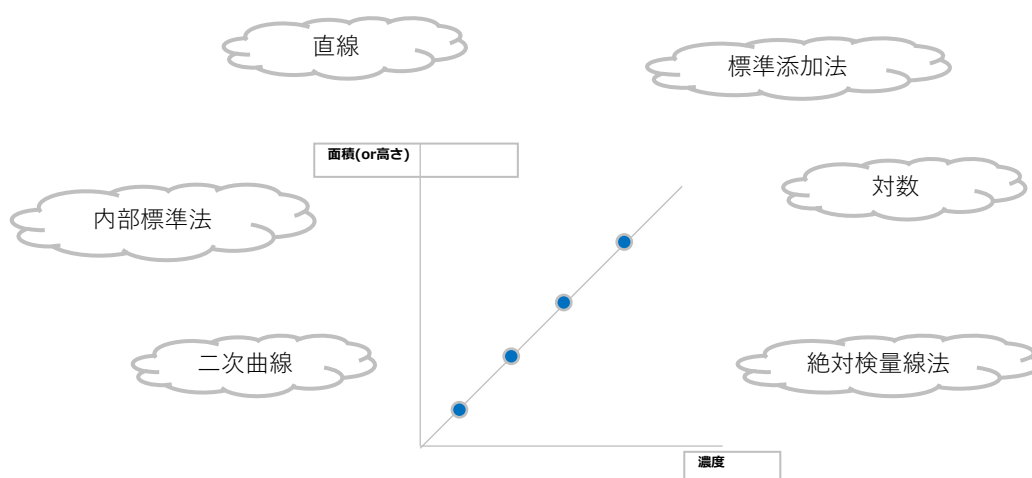 直線
標準添加法
面積(or高さ)
対数
内部標準法
二次曲線
絶対検量線法
濃度